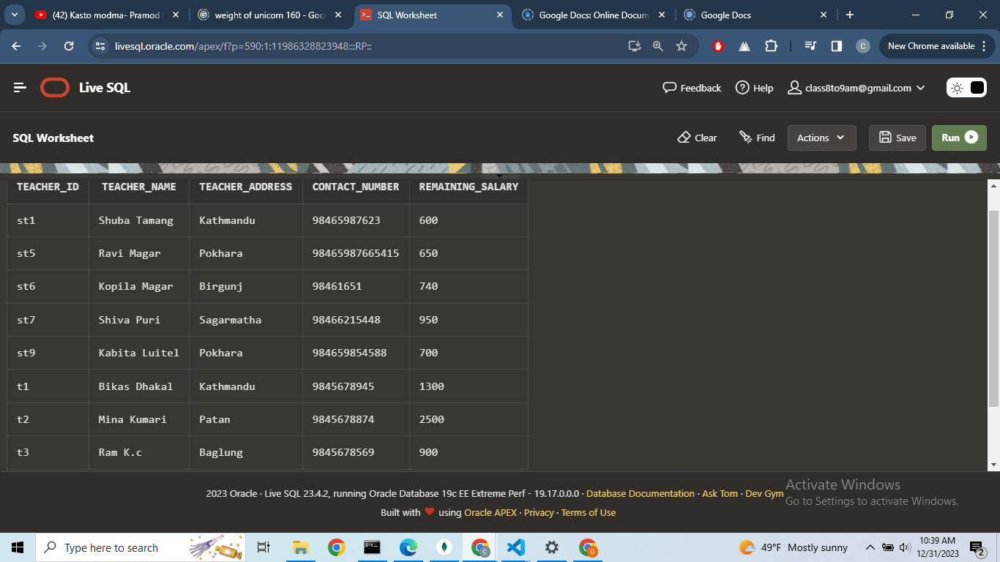 (42) Kasto modma- Pramod
weight of unicorn 160 - Goo
SQL Worksheet
Google Docs: Online Docum
Google Docs
livesql.oracle.com/apex/f?p=590:1:11986328823948:::RP::
C
New Chrome available
Live SQL
Feedback
Help
class8to9am@gmail.com
SQL Worksheet
Clear
Find
Actions
Save
Run
TEACHER_ID TEACHER_NAME TEACHER_ADDRESS CONTACT_NUMBER REMAINING_SALARY
st1 Shuba Tamang Kathmandu 98465987623 600
st5 Ravi Magar Pokhara 98465987665415 650
st6 Kopila Magar Birgunj 98461651 740
st7 Shiva Puri Sagarmatha 98466215448 950
st9 Kabita Luitel Pokhara 984659854588 700
t1 Bikas Dhakal Kathmandu 9845678945 1300
t2 Mina Kumari Patan 9845678874 2500
t3 Ram K.c Baglung 9845678569 900
2023 Oracle · Live SQL 23.4.2, running Oracle Database 19c EE Extreme Perf - 19.17.0.0.0 · Database Documentation · Ask Tom · Dev Gym
Built with ❤ using Oracle APEX · Privacy · Terms of Use
Activate Windows
Go to Settings to activate Windows.
Type here to search
C
O
49°F Mostly sunny
10:39 AM
12/31/2023
2